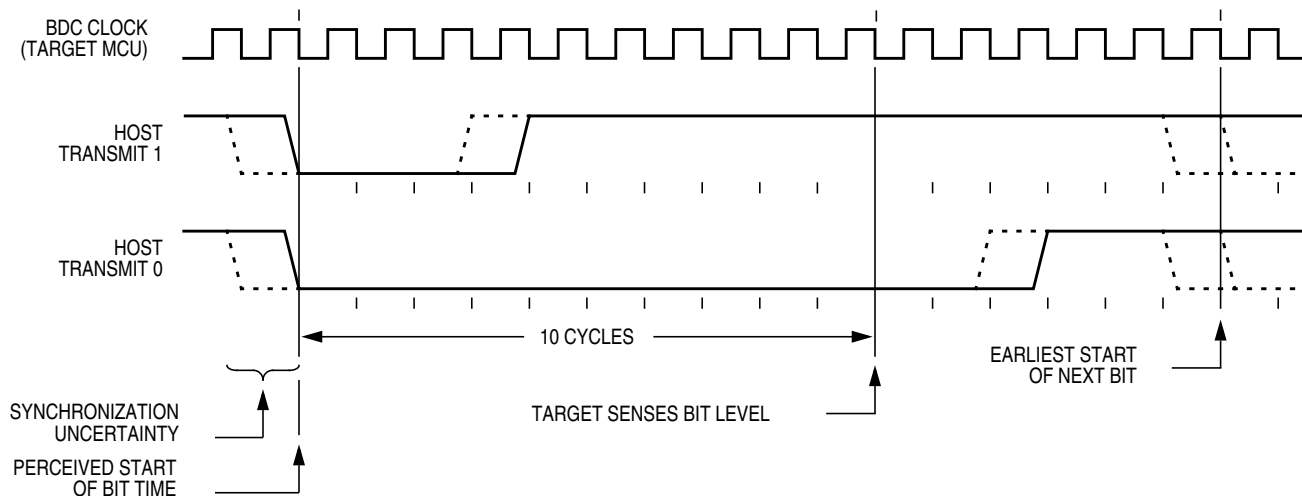 BDC CLOCK
(TARGET MCU)
HOST
TRANSMIT 1
HOST
TRANSMIT 0
10 CYCLES
EARLIEST START
OF NEXT BIT
SYNCHRONIZATION
UNCERTAINTY
TARGET SENSES BIT LEVEL
PERCEIVED START
OF BIT TIME